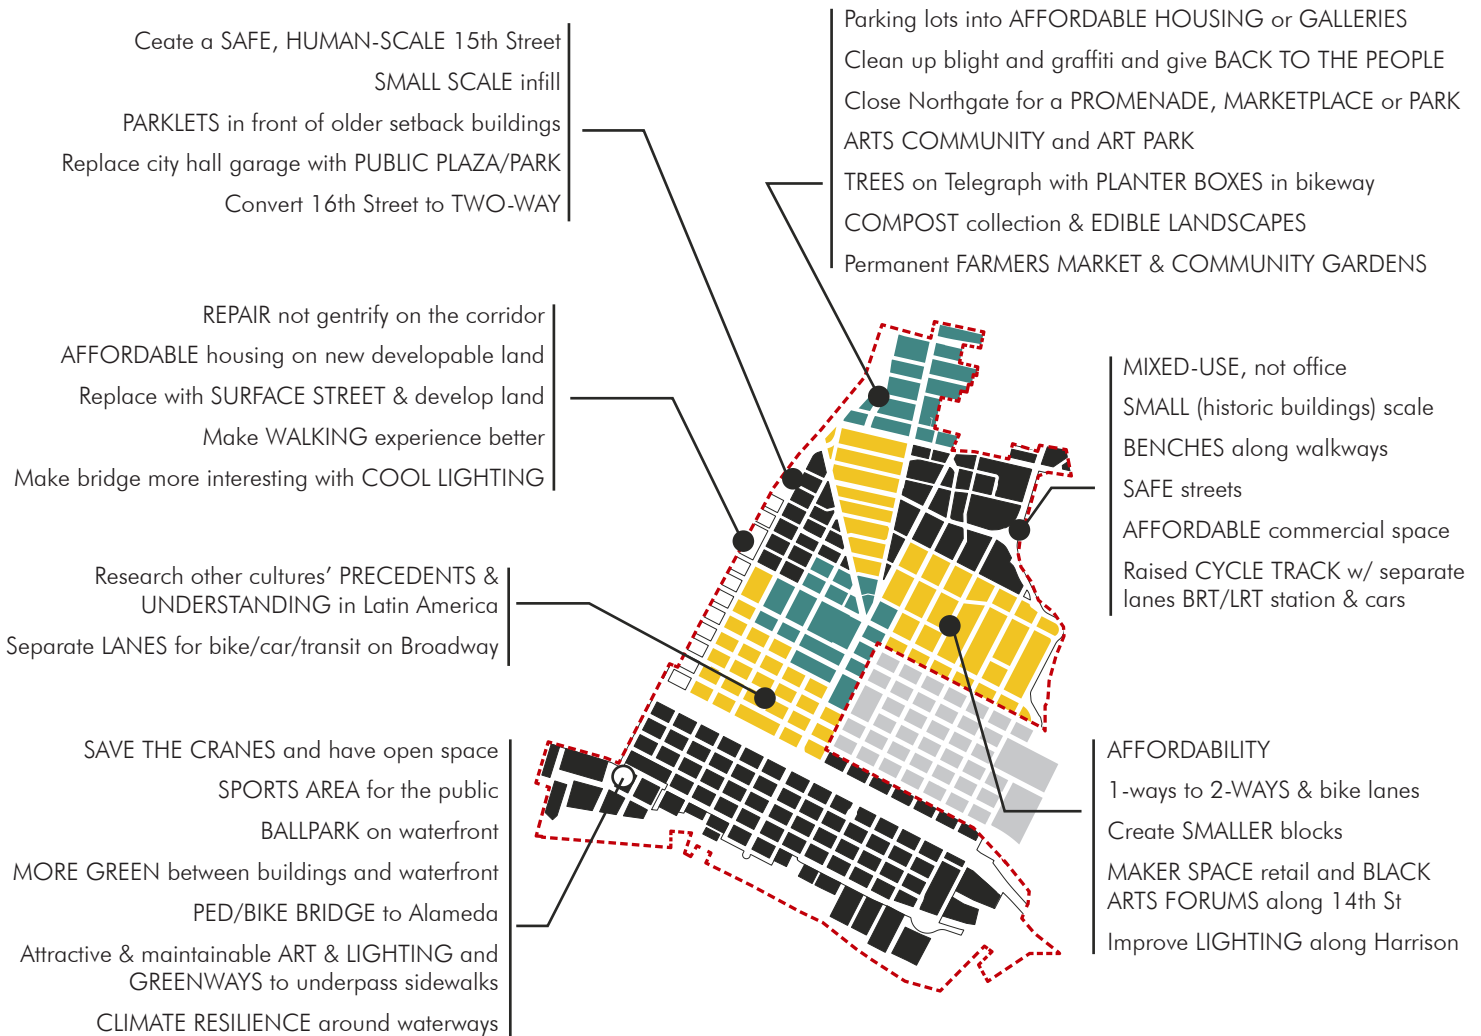 Ceate a SAFE, HUMAN-SCALE 15th Street
SMALL SCALE infill
PARKLETS in front of older setback buildings
Replace city hall garage with PUBLIC PLAZA/PARK
Convert 16th Street to TWO-WAY
Parking lots into AFFORDABLE HOUSING or GALLERIES
Clean up blight and graffiti and give BACK TO THE PEOPLE
Close Northgate for a PROMENADE, MARKETPLACE or PARK
ARTS COMMUNITY and ART PARK
TREES on Telegraph with PLANTER BOXES in bikeway
COMPOST collection & EDIBLE LANDSCAPES
Permanent FARMERS MARKET & COMMUNITY GARDENS
REPAIR not gentrify on the corridor
AFFORDABLE housing on new developable land
Replace with SURFACE STREET & develop land
Make WALKING experience better
Make bridge more interesting with COOL LIGHTING
MIXED-USE, not office
SMALL (historic buildings) scale
BENCHES along walkways
SAFE streets
AFFORDABLE commercial space
Raised CYCLE TRACK w/ separate
lanes BRT/LRT station & cars
Research other cultures’ PRECEDENTS &
UNDERSTANDING in Latin America
Separate LANES for bike/car/transit on Broadway
SAVE THE CRANES and have open space
SPORTS AREA for the public
BALLPARK on waterfront
MORE GREEN between buildings and waterfront
PED/BIKE BRIDGE to Alameda
Attractive & maintainable ART & LIGHTING and
GREENWAYS to underpass sidewalks
CLIMATE RESILIENCE around waterways
AFFORDABILITY
1-ways to 2-WAYS & bike lanes
Create SMALLER blocks
MAKER SPACE retail and BLACK
ARTS FORUMS along 14th St
Improve LIGHTING along Harrison